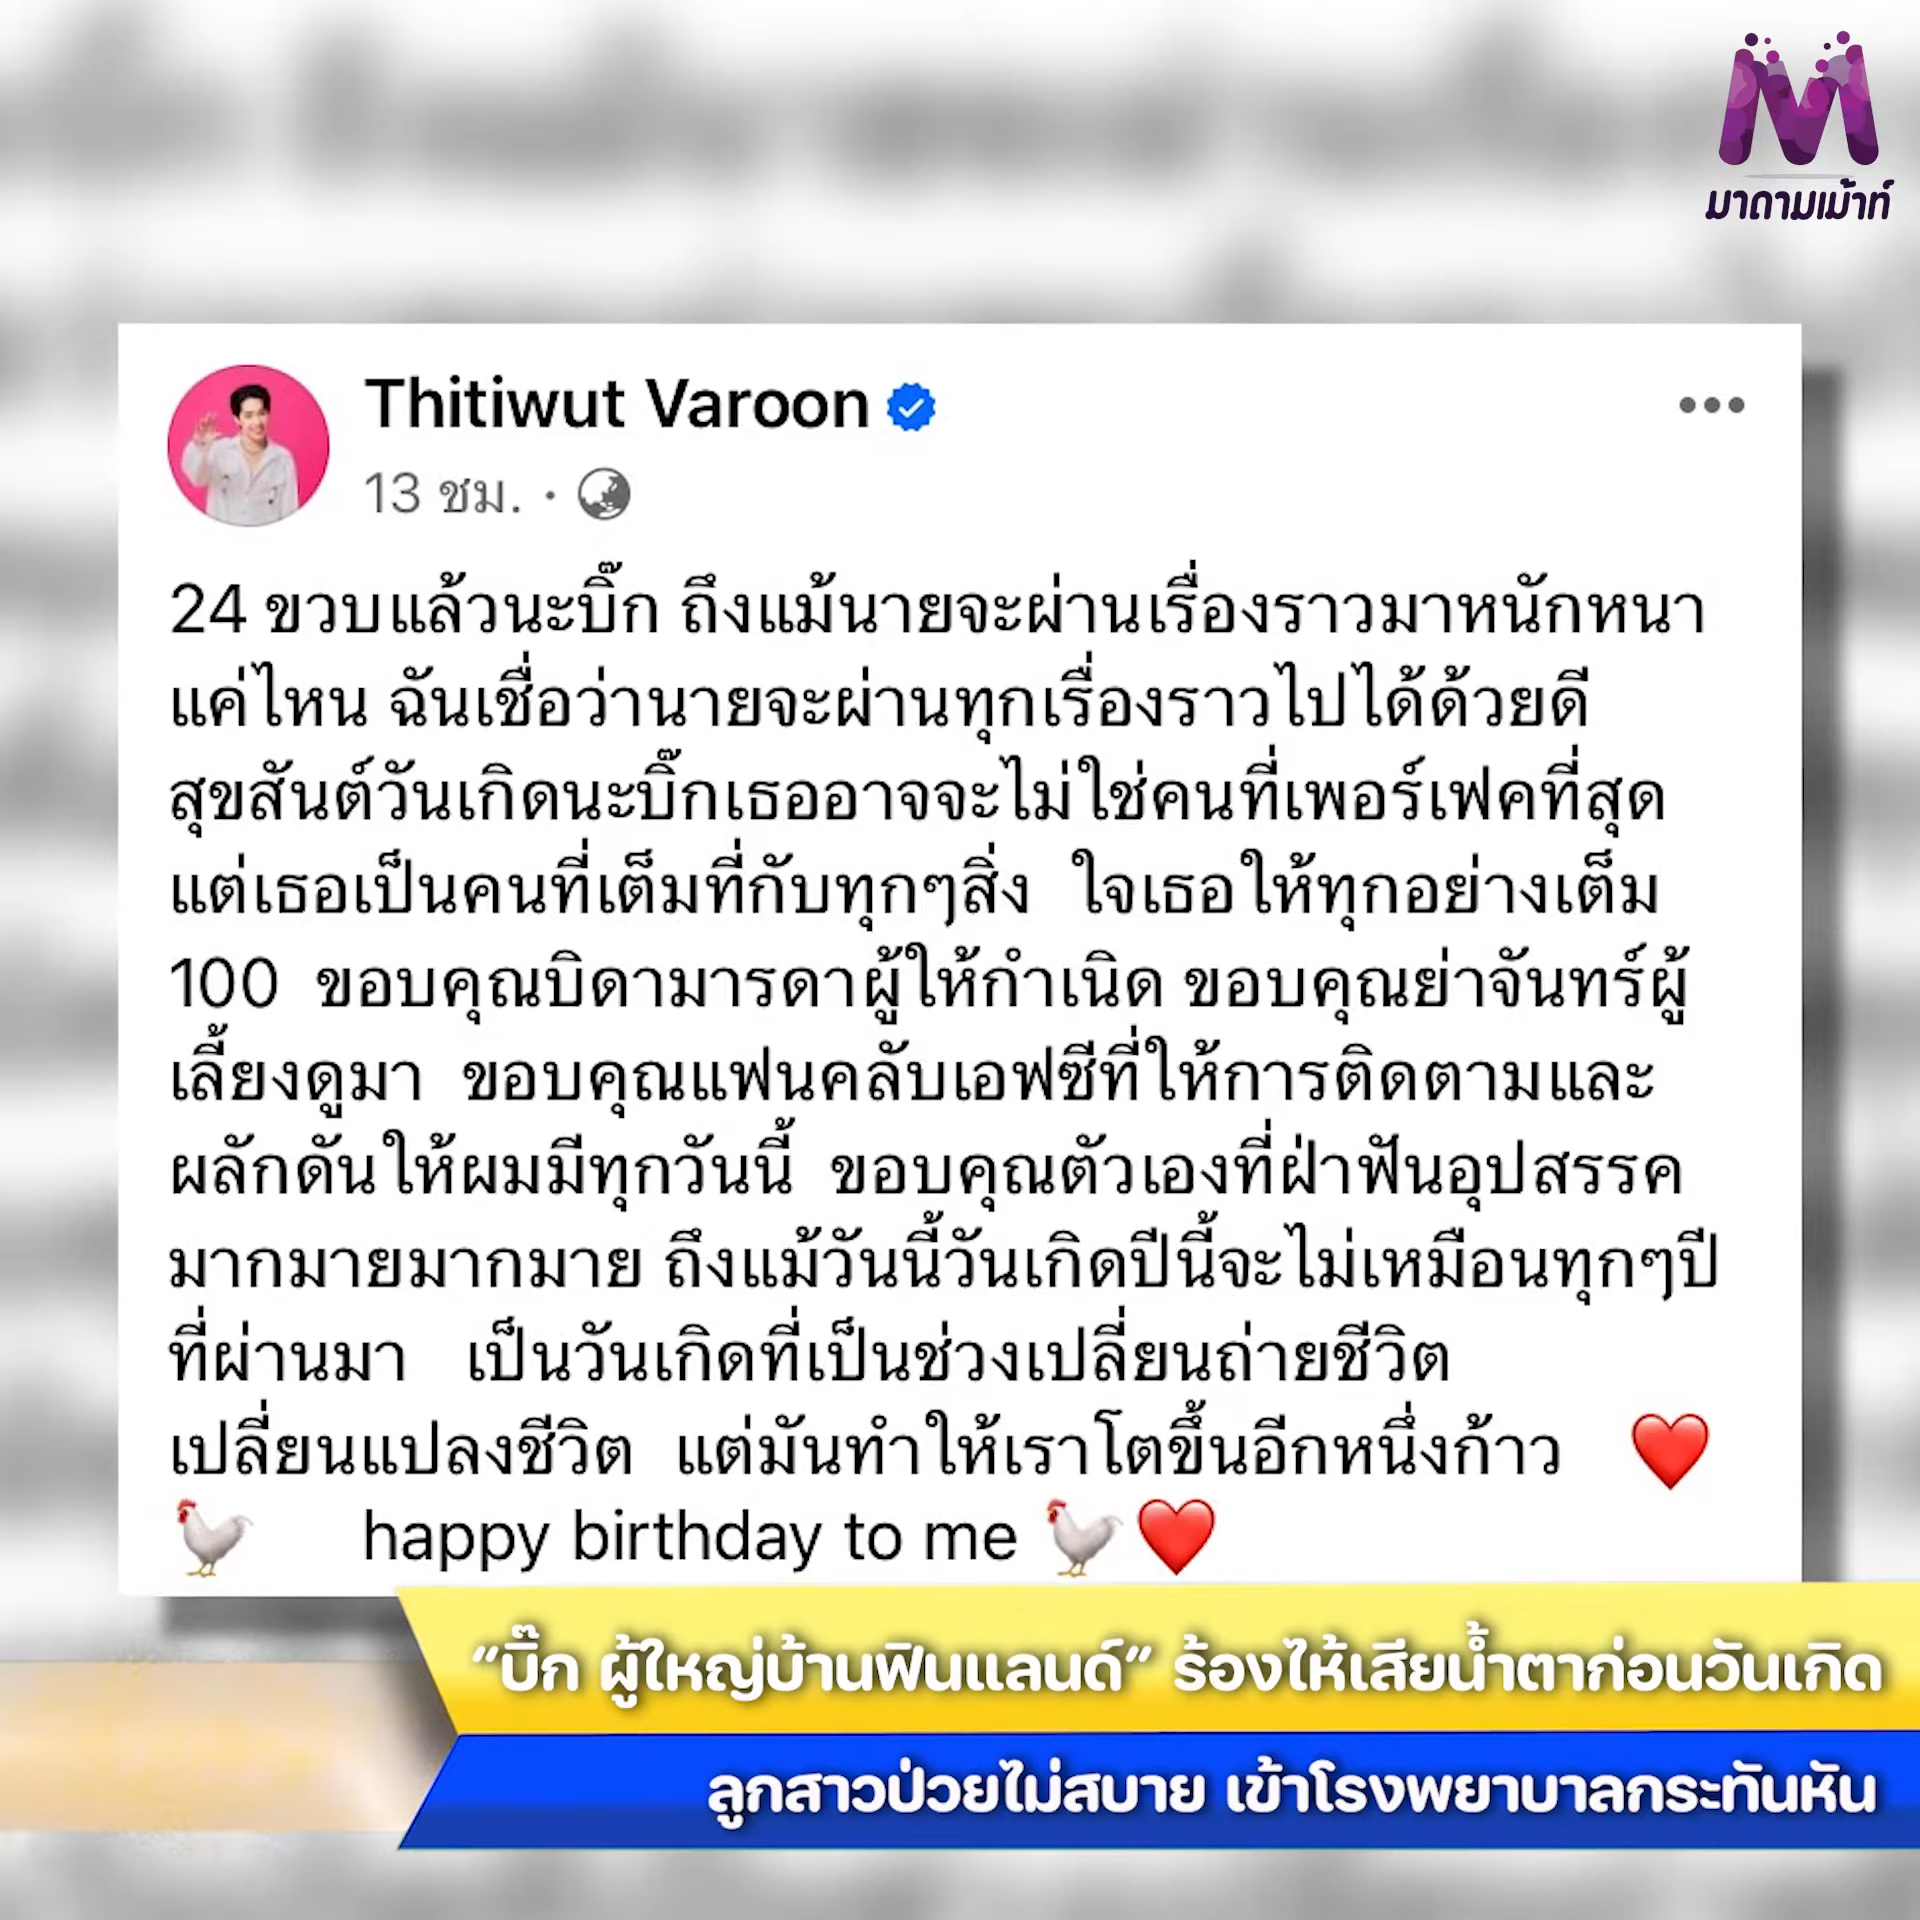 มาดามเม้าท์
Thitiwut Varoon
13 ชม. ·
24 ขวบแล้วนะบิ๊ก ถึงแม้นายจะผ่านเรื่องราวมาหนักหนา
แค่ไหน ฉันเชื่อว่านายจะผ่านทุกเรื่องราวไปได้ด้วยดี
สุขสันต์วันเกิดนะบิ๊กเธออาจจะไม่ใช่คนที่เพอร์เฟคที่สุด
แต่เธอเป็นคนที่เต็มที่กับทุกๆสิ่ง ใจเธอให้ทุกอย่างเต็ม
100 ขอบคุณบิดามารดาผู้ให้กำเนิด ขอบคุณย่าจันทร์ผู้
เลี้ยงดูมา ขอบคุณแฟนคลับเอฟซีที่ให้การติดตามและ
ผลักดันให้ผมมีทุกวันนี้ ขอบคุณตัวเองที่ฝ่าฟันอุปสรรค
มากมายมากมาย ถึงแม้วันนี้วันเกิดปีนี้จะไม่เหมือนทุกๆปี
ที่ผ่านมา เป็นวันเกิดที่เป็นช่วงเปลี่ยนถ่ายชีวิต
เปลี่ยนแปลงชีวิต แต่มันทำให้เราโตขึ้นอีกหนึ่งก้าว ❤️
🐓 happy birthday to me 🐓❤️
“บิ๊ก ผู้ใหญ่บ้านฟินแลนด์” ร้องไห้เสียน้ำตาก่อนวันเกิด
ลูกสาวป่วยไม่สบาย เข้าโรงพยาบาลกระทันหัน